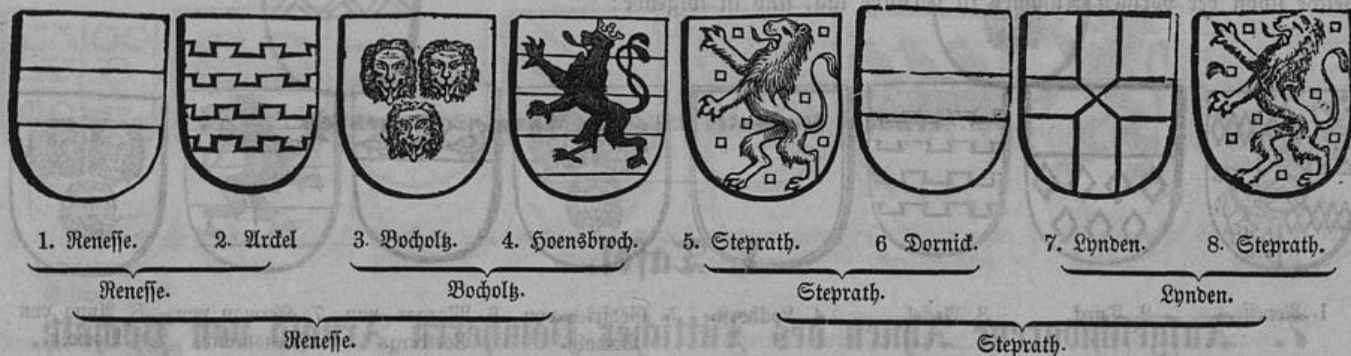 1. Renesse. 2. Arckel 3. Bocholtz. 4. Hoensbroch. 5. Steprath. 6 Dornick. 7. Lynden. 8. Steprath.
Renesse. Bocholtz. Steprath. Lynden.
Renesse. Steprath.